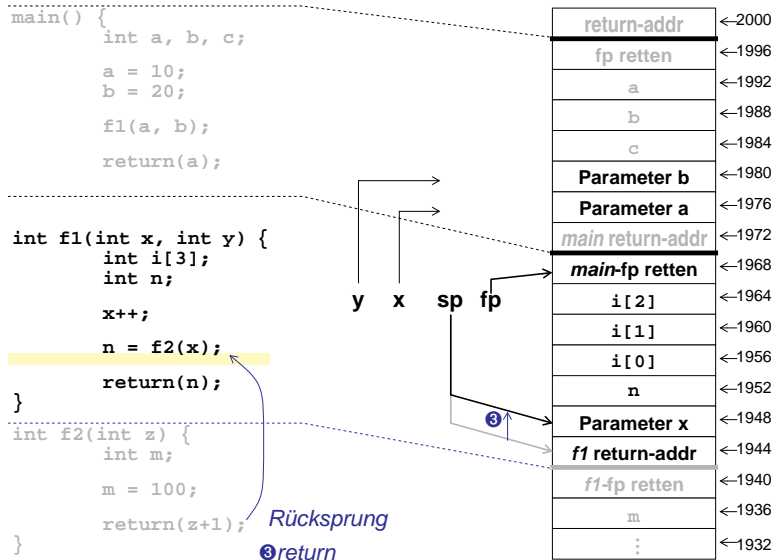 main() {
int a, b, c;
a = 10;
b = 20;
f1(a, b);
return(a);
int f1(int x, int y) {
int i[3];
int n;
x++;
n = f2(x);
return(n);
}
int f2(int z) {
int m;
m = 100;
return(z+1);
}
Rücksprung
❸return
y x sp fp
❸
return-addr ←2000
fp retten ←1996
a ←1992
b ←1988
c ←1984
Parameter b ←1980
Parameter a ←1976
main return-addr ←1972
main-fp retten ←1968
i[2] ←1964
i[1] ←1960
i[0] ←1956
n ←1952
Parameter x ←1948
f1 return-addr ←1944
f1-fp retten ←1940
m ←1936
⋮ ←1932